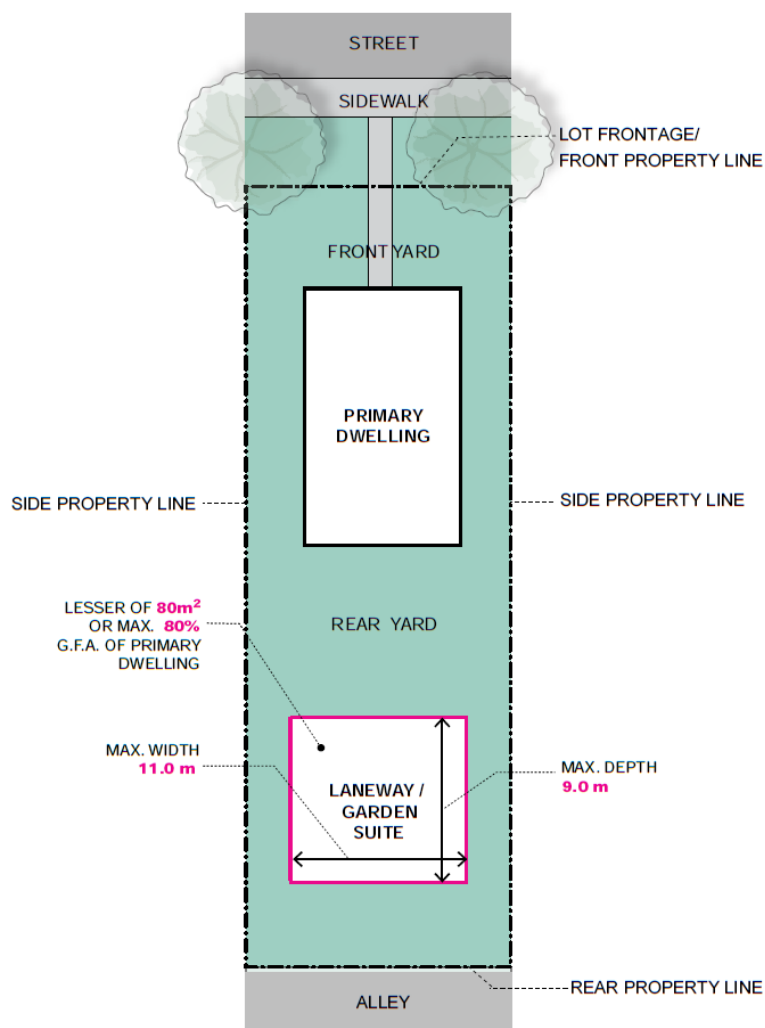 STREET
SIDEWALK
LOT FRONTAGE/
FRONT PROPERTY LINE
FRONT YARD
PRIMARY
DWELLING
SIDE PROPERTY LINE
SIDE PROPERTY LINE
LESSER OF 80m²
OR MAX. 80%
G.F.A. OF PRIMARY
DWELLING
REAR YARD
MAX. WIDTH
11.0 m
LANEWAY /
GARDEN
SUITE
MAX. DEPTH
9.0 m
REAR PROPERTY LINE
ALLEY